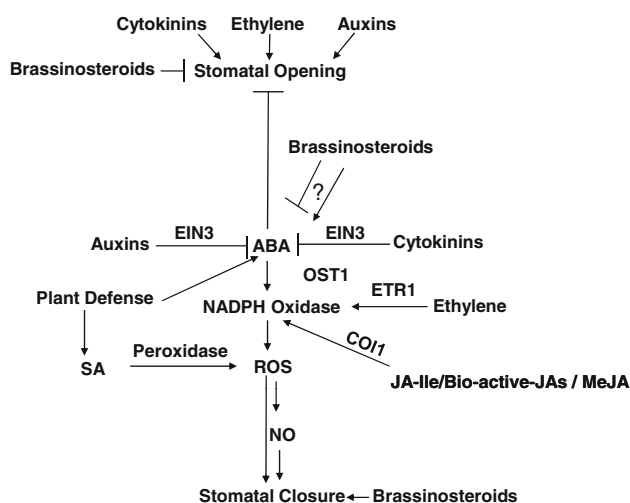 Cytokinins Ethylene Auxins
Brassinosteroids Stomatal Opening
Brassinosteroids
?
Auxins EIN3 ABA EIN3 Cytokinins
OST1
Plant Defense NADPH Oxidase ETR1 Ethylene
COI1
SA Peroxidase ROS
JA-Ile/Bio-active-JAs / MeJA
NO
Stomatal Closure Brassinosteroids